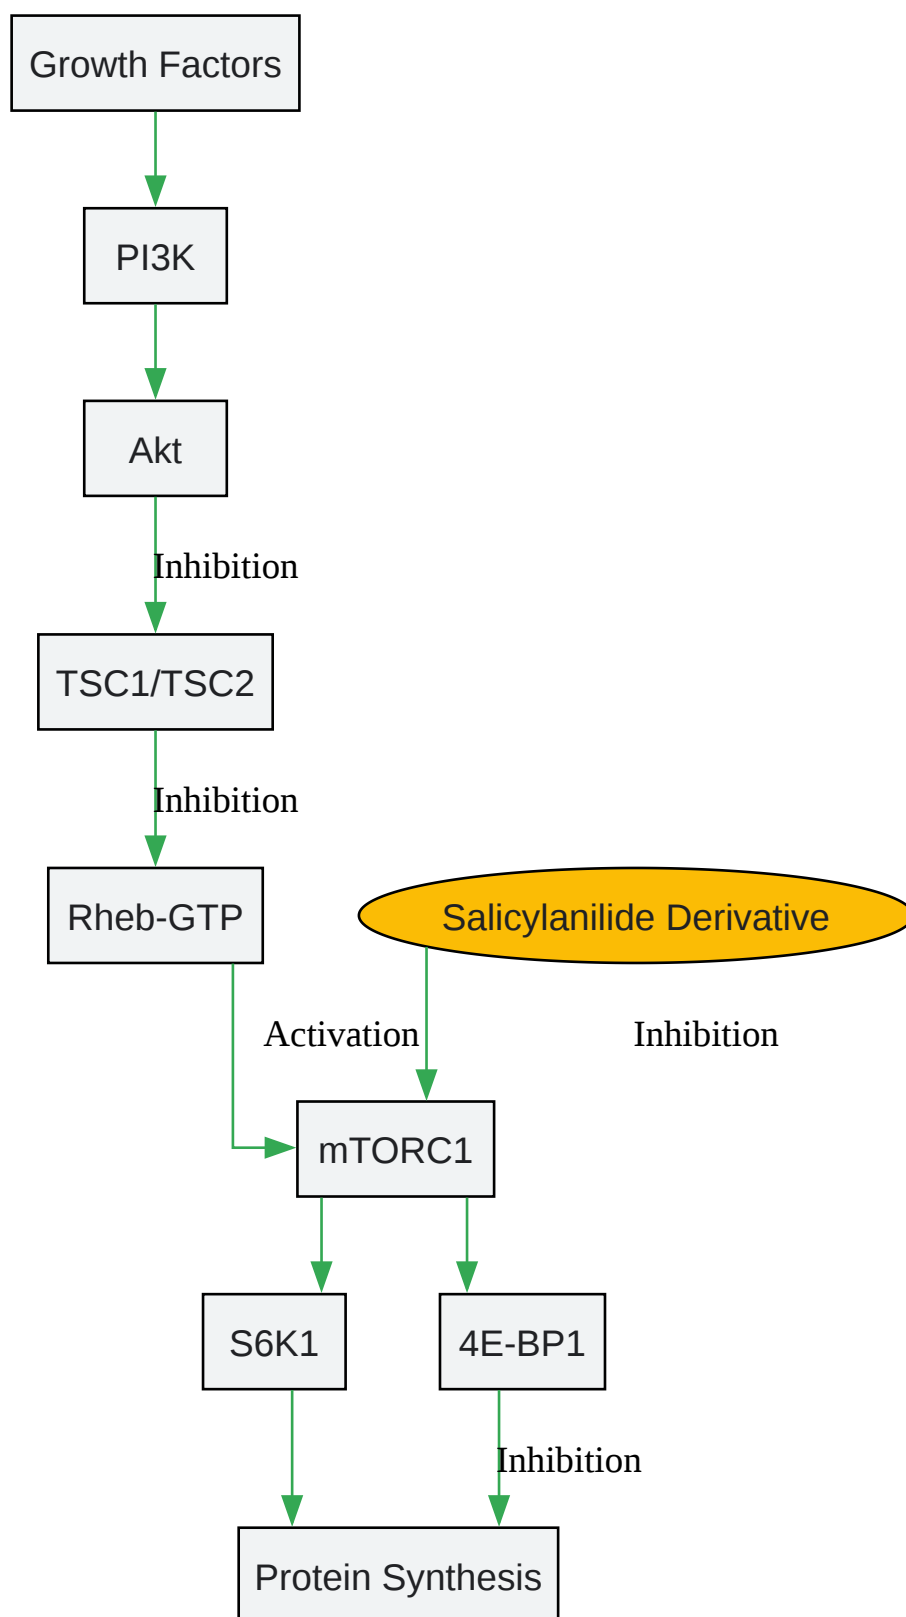 Growth Factors
PI3K
Akt
Inhibition
TSC1/TSC2
Inhibition
Rheb-GTP
Salicylanilide Derivative
Activation
Inhibition
mTORC1
S6K1
4E-BP1
Inhibition
Protein Synthesis